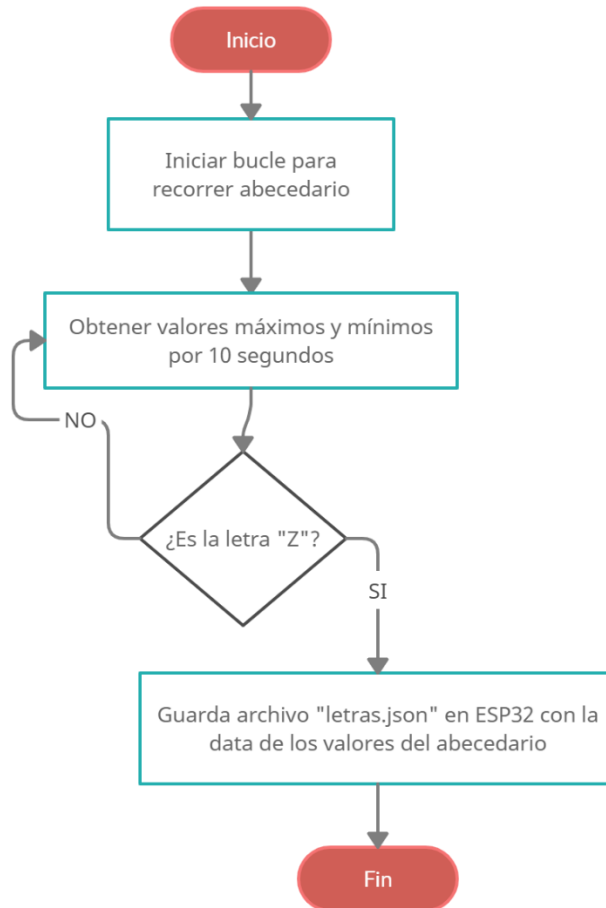 Inicio
Iniciar bucle para
recorrer abecedario
Obtener valores máximos y mínimos
por 10 segundos
NO
¿Es la letra "Z"?
SI
Guarda archivo "letras.json" en ESP32 con la
data de los valores del abecedario
Fin